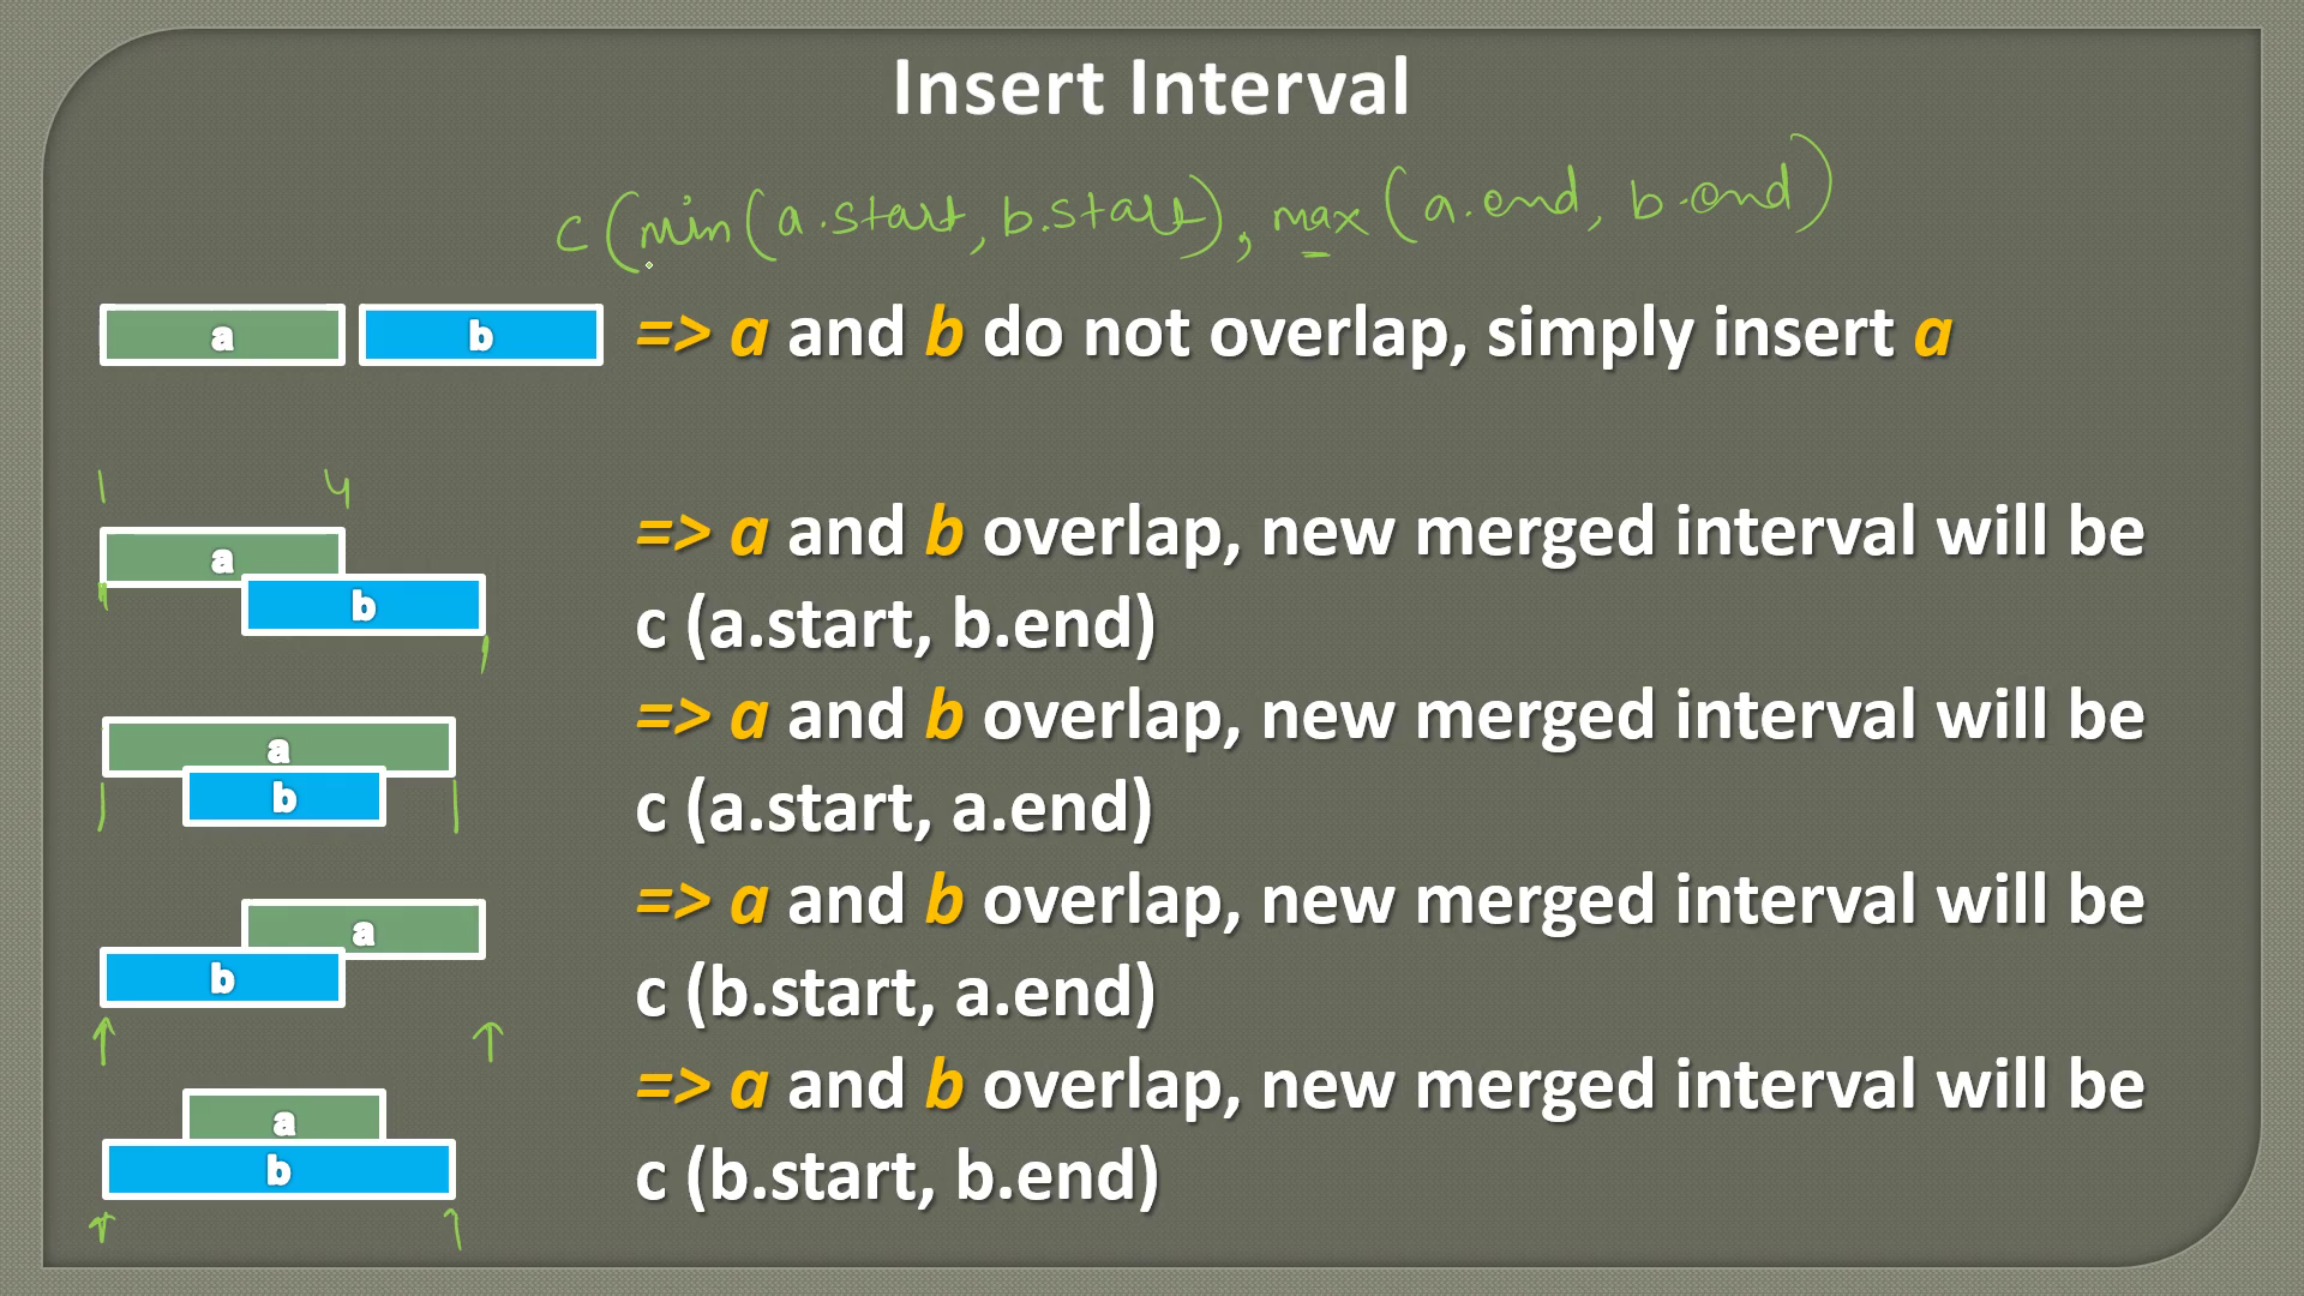 Insert Interval
c (min (a.start, b.start), max (a.end, b.end)
a b => a and b do not overlap, simply insert a
1 4
a => a and b overlap, new merged interval will be
b c (a.start, b.end)
a => a and b overlap, new merged interval will be
b c (a.start, a.end)
a => a and b overlap, new merged interval will be
b c (b.start, a.end)
a => a and b overlap, new merged interval will be
b c (b.start, b.end)